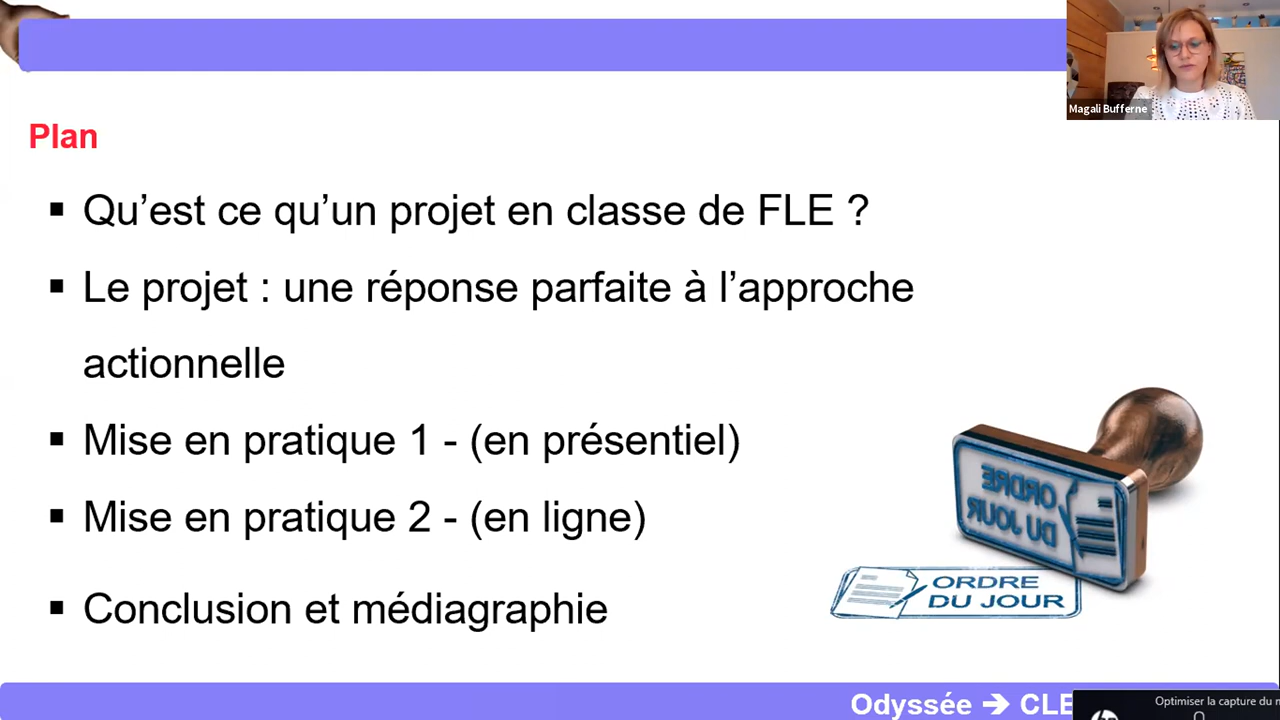 Magali Bufferne
Plan
▪ Qu’est ce qu’un projet en classe de FLE ?
▪ Le projet : une réponse parfaite à l’approche
actionnelle
▪ Mise en pratique 1 - (en présentiel)
▪ Mise en pratique 2 - (en ligne)
▪ Conclusion et médiagraphie
ORDRE
DU JOUR
ORDRE
DU JOUR
Odyssée ➔ CLE
Optimiser la capture du
hp